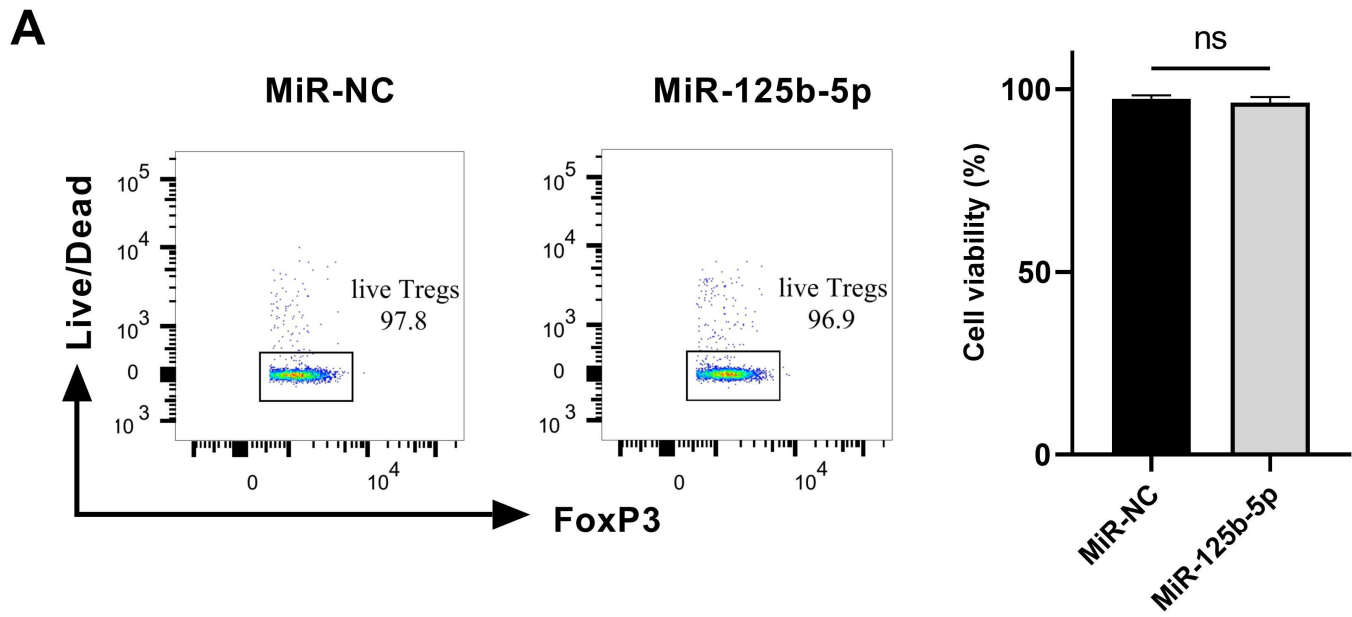 A
MiR-NC
MiR-125b-5p
Live/Dead
10^5
10^4
10^3
0
10^3
live Tregs
97.8
0
10^4
10^5
10^4
10^3
0
10^3
live Tregs
96.9
0
10^4
FoxP3
ns
Cell viability (%)
100
50
0
MiR-NC
MiR-125b-5p